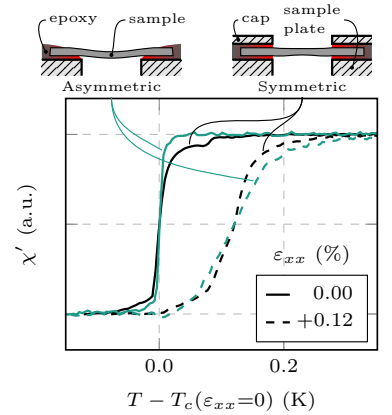 epoxy sample
cap sample plate
Asymmetric Symmetric
χ′ (a.u.)
ε_xx (%)
0.00
+0.12
0.0 0.2
T − T_c(ε_xx=0) (K)